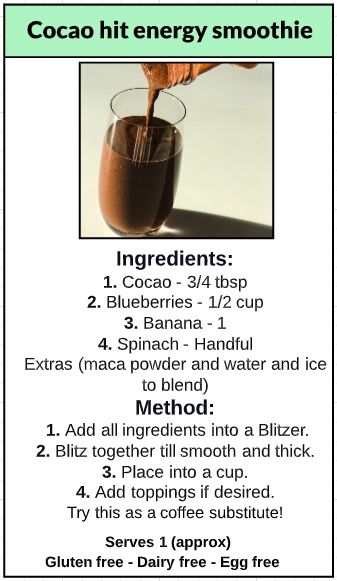 Cocao hit energy smoothie
Ingredients:
1. Cocao - 3/4 tbsp
2. Blueberries - 1/2 cup
3. Banana - 1
4. Spinach - Handful
Extras (maca powder and water and ice
to blend)
Method:
1. Add all ingredients into a Blitzer.
2. Blitz together till smooth and thick.
3. Place into a cup.
4. Add toppings if desired.
Try this as a coffee substitute!
Serves 1 (approx)
Gluten free - Dairy free - Egg free